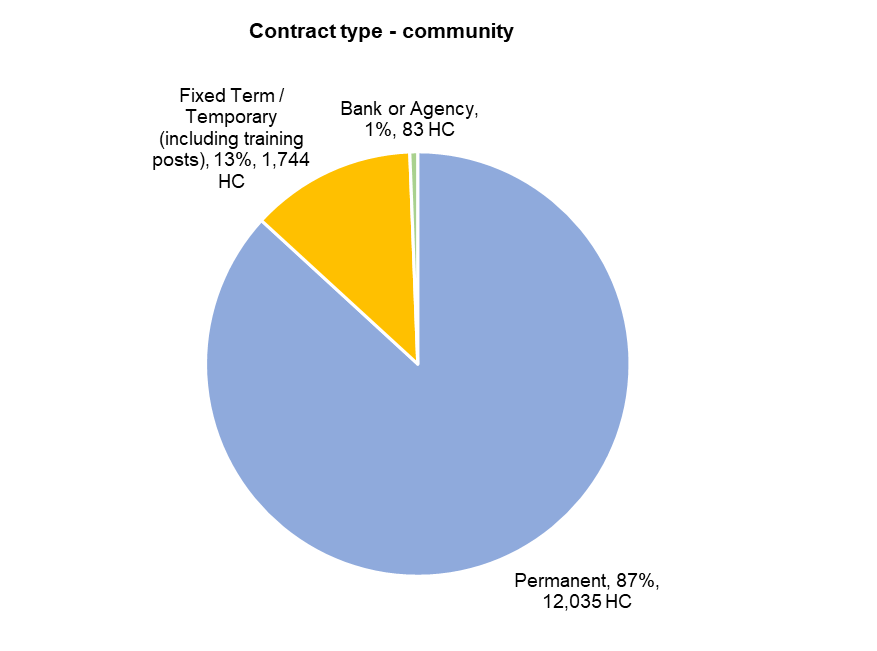 Contract type - community
Fixed Term /
Temporary
(including training
posts), 13%, 1,744
HC
Bank or Agency,
1%, 83 HC
Permanent, 87%,
12,035 HC